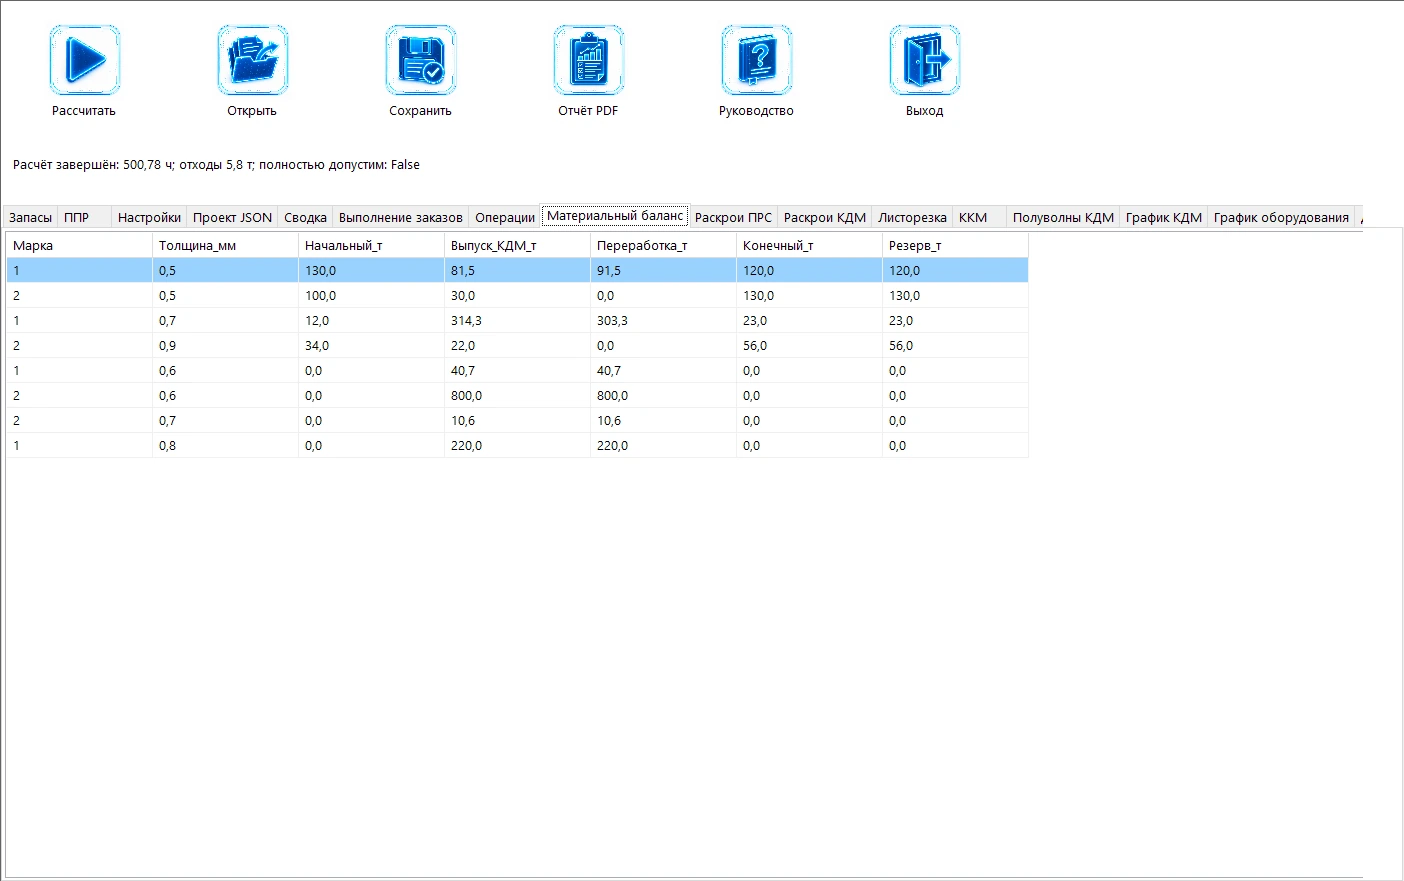 Рассчитать Открыть Сохранить Отчёт PDF Руководство Выход
Расчёт завершён: 500,78 ч; отходы 5,8 т; полностью допустим: False
Запасы ППР Настройки Проект JSON Сводка Выполнение заказов Операции Материальный баланс Раскрои ПРС Раскрои КДМ Листорезка ККМ Полуволны КДМ График КДМ График оборудования
Марка Толщина_мм Начальный_т Выпуск_КДМ_т Переработка_т Конечный_т Резерв_т
1 0,5 130,0 81,5 91,5 120,0 120,0
2 0,5 100,0 30,0 0,0 130,0 130,0
1 0,7 12,0 314,3 303,3 23,0 23,0
2 0,9 34,0 22,0 0,0 56,0 56,0
1 0,6 0,0 40,7 40,7 0,0 0,0
2 0,6 0,0 800,0 800,0 0,0 0,0
2 0,7 0,0 10,6 10,6 0,0 0,0
1 0,8 0,0 220,0 220,0 0,0 0,0